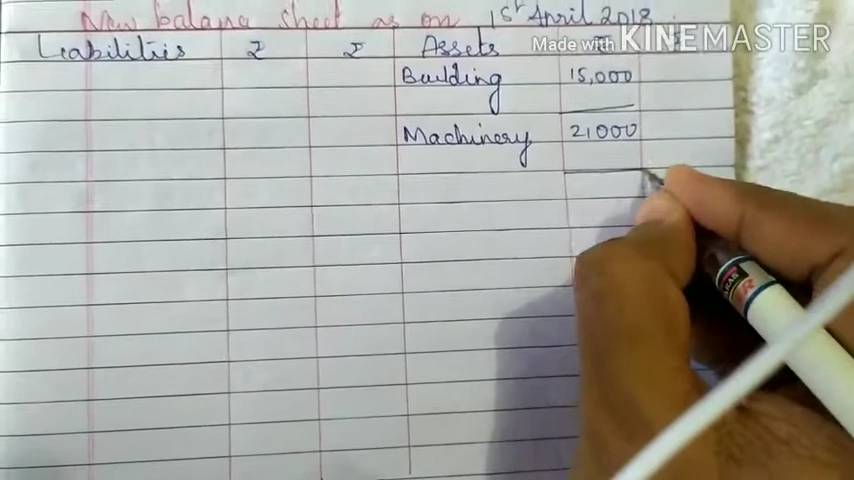 New balance sheet as on 1st April 2018
Liabilities ₹ ₹ Assets
Made with KINEMASTER
Building 15,000
Machinery 21000